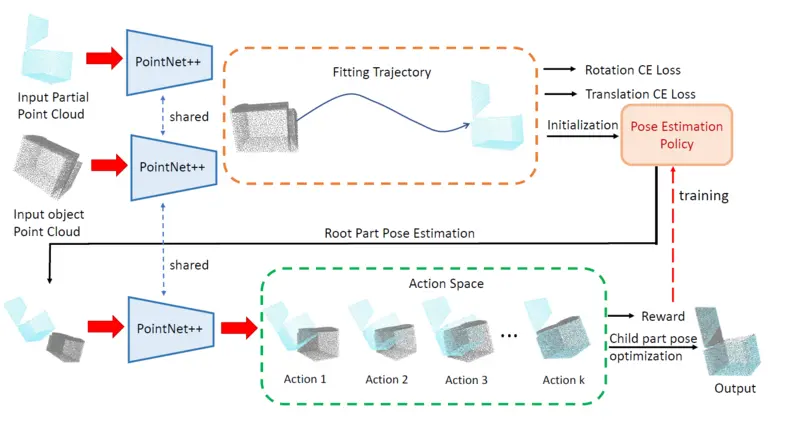 PointNet++
Input Partial
Point Cloud
shared
Fitting Trajectory
Rotation CE Loss
Translation CE Loss
Initialization
Pose Estimation
Policy
PointNet++
Input object
Point Cloud
training
Root Part Pose Estimation
shared
PointNet++
Action Space
Action 1
Action 2
Action 3
...
Action k
Reward
Child part pose
optimization
Output